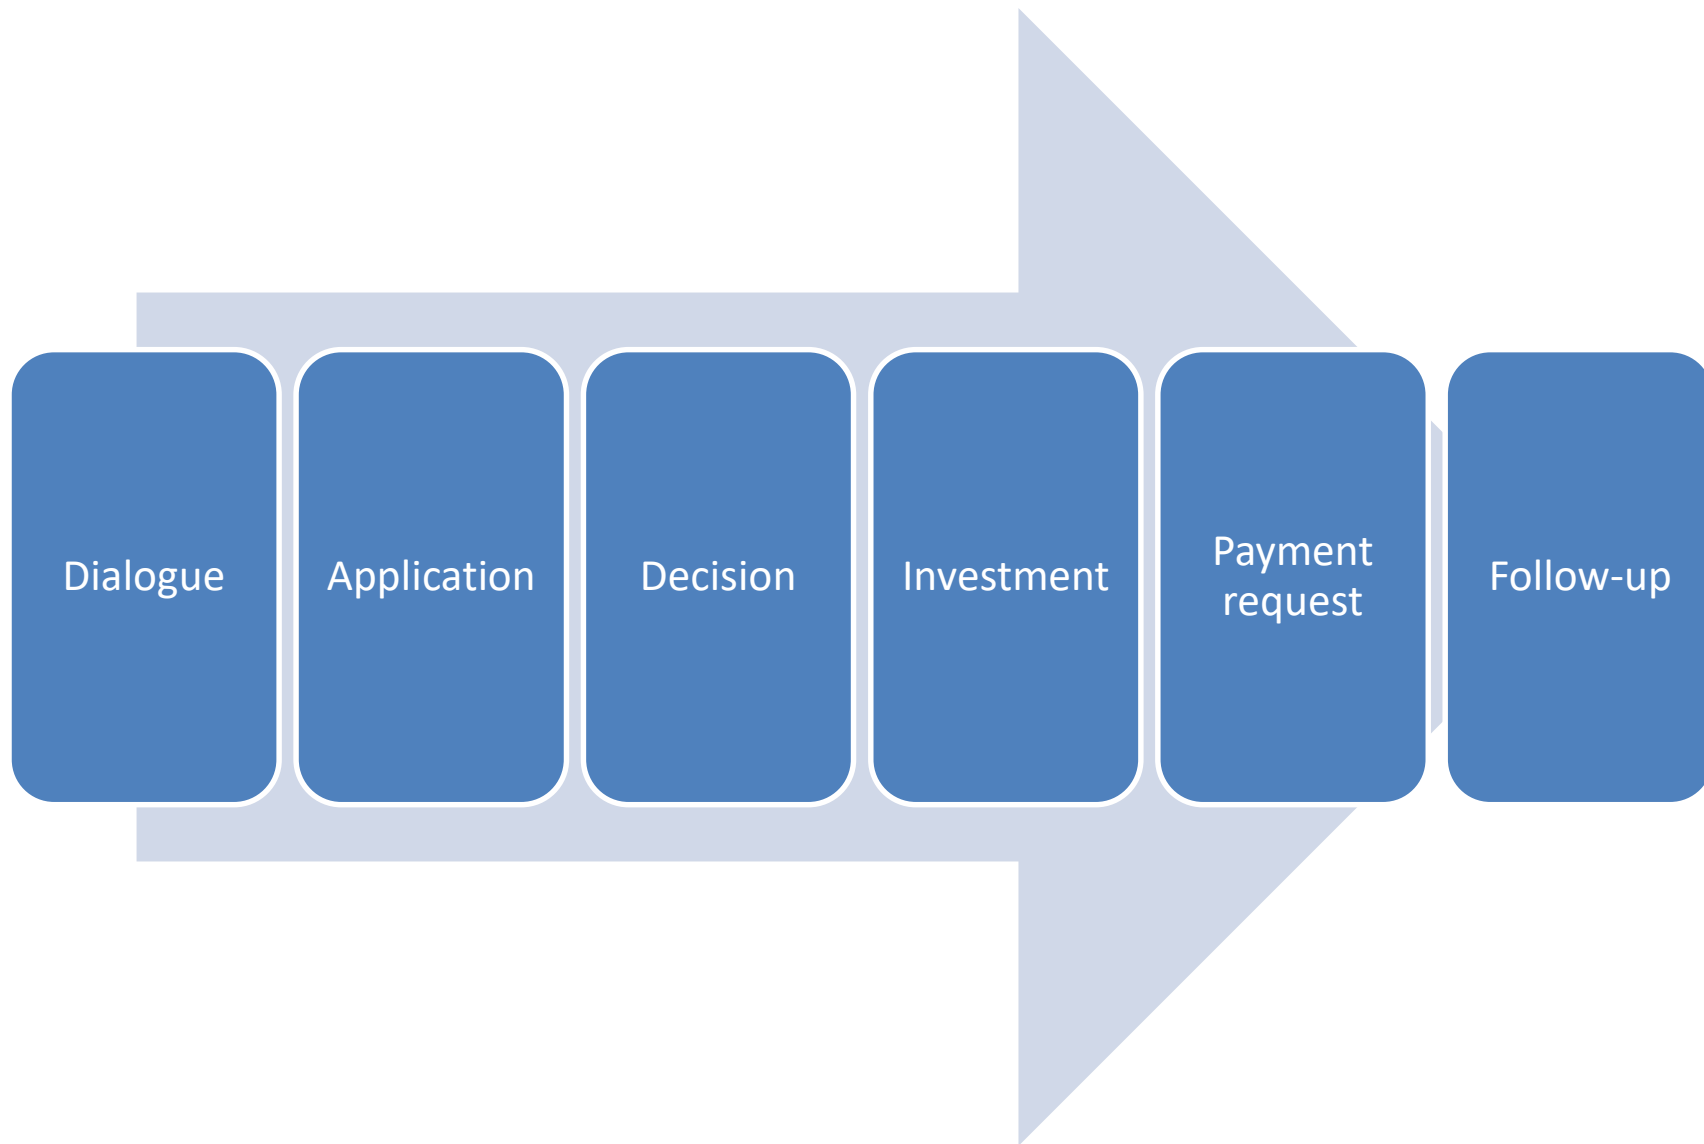 Dialogue
Application
Decision
Investment
Payment
request
Follow-up